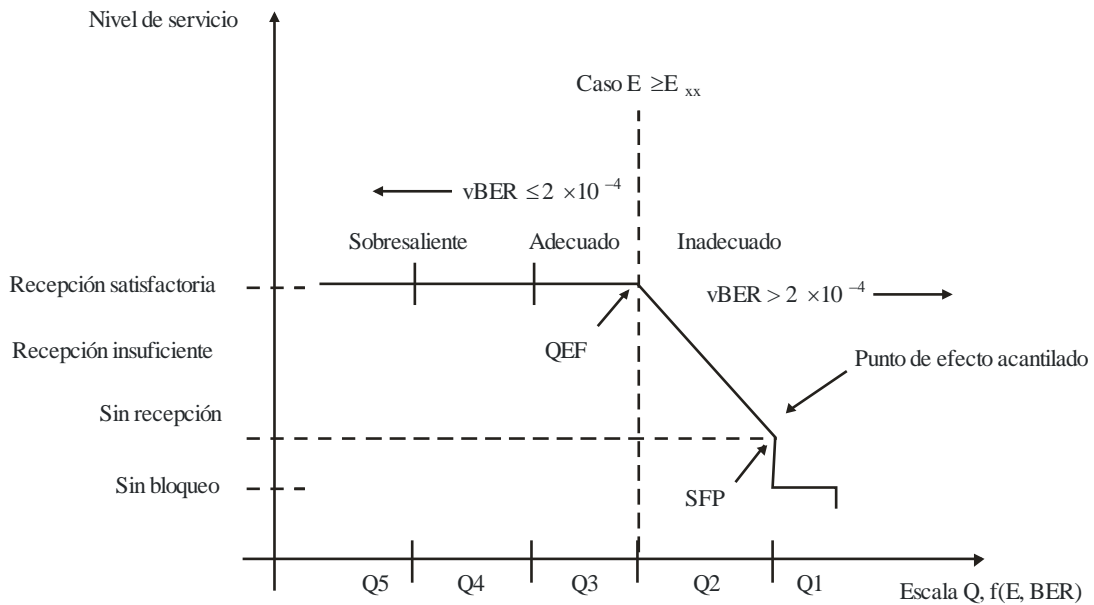 Nivel de servicio
Caso E ≥E xx
vBER ≤ 2 ×10 –4
Sobresaliente
Adecuado
Inadecuado
Recepción satisfactoria
vBER > 2 ×10 –4
Recepción insuficiente
QEF
Punto de efecto acantilado
Sin recepción
Sin bloqueo
SFP
Q5
Q4
Q3
Q2
Q1
Escala Q, f(E, BER)